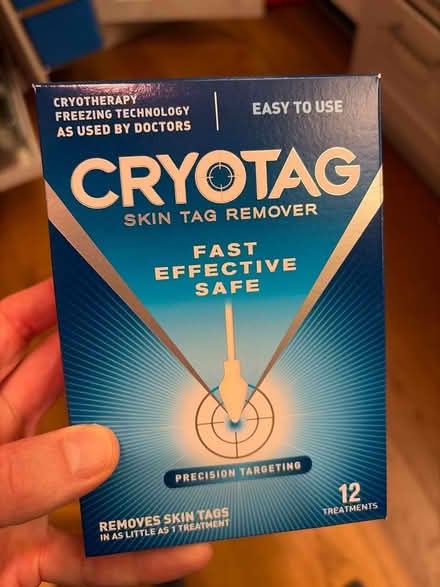 CRYOTHERAPY
FREEZING TECHNOLOGY
AS USED BY DOCTORS
EASY TO USE
CRYOTAG
SKIN TAG REMOVER
FAST
EFFECTIVE
SAFE
PRECISION TARGETING
REMOVES SKIN TAGS
IN AS LITTLE AS 1 TREATMENT
12
TREATMENTS